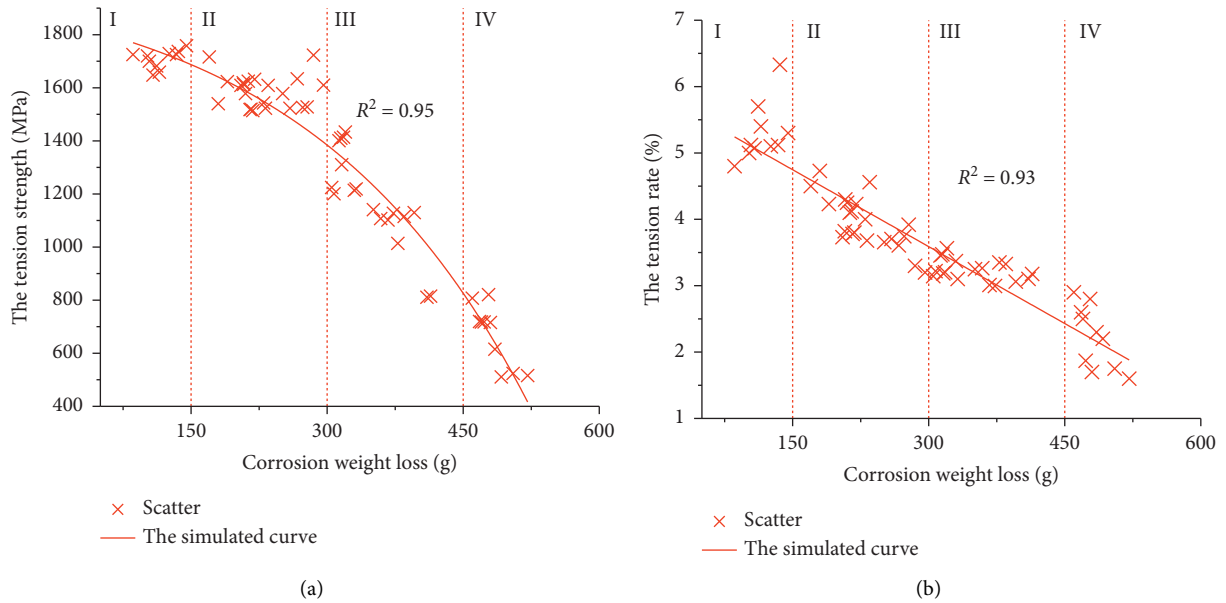 I II III IV
1800
1600
1400
1200
1000
800
600
400
The tension strength (MPa)
R² = 0.95
150 300 450 600
Corrosion weight loss (g)
Scatter
The simulated curve
(a)
I II III IV
7
6
5
4
3
2
1
The tension rate (%)
R² = 0.93
150 300 450 600
Corrosion weight loss (g)
Scatter
The simulated curve
(b)